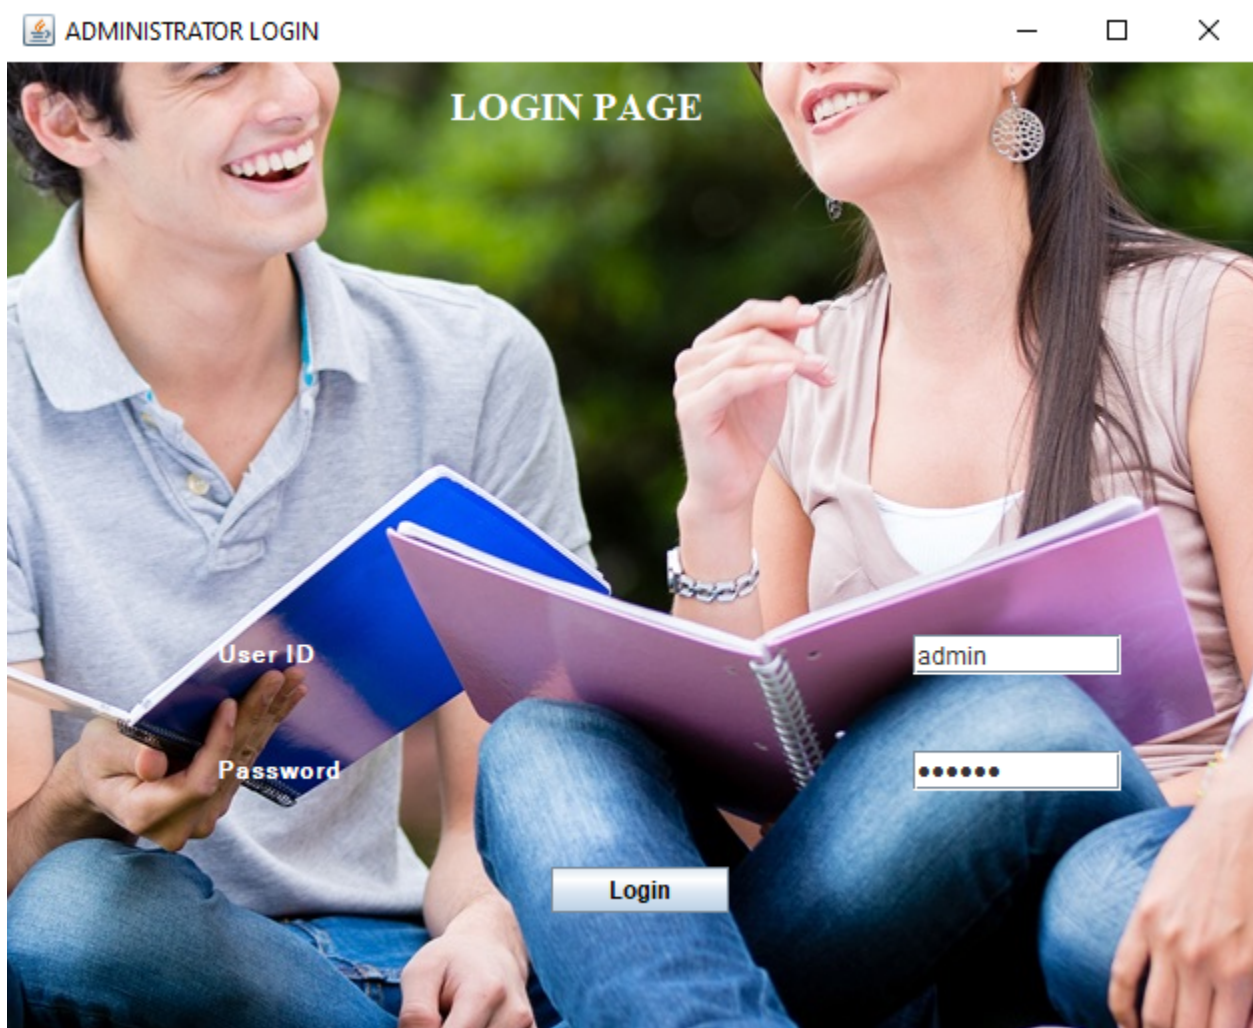 ADMINISTRATOR LOGIN
LOGIN PAGE
User ID
admin
Password
••••••
Login